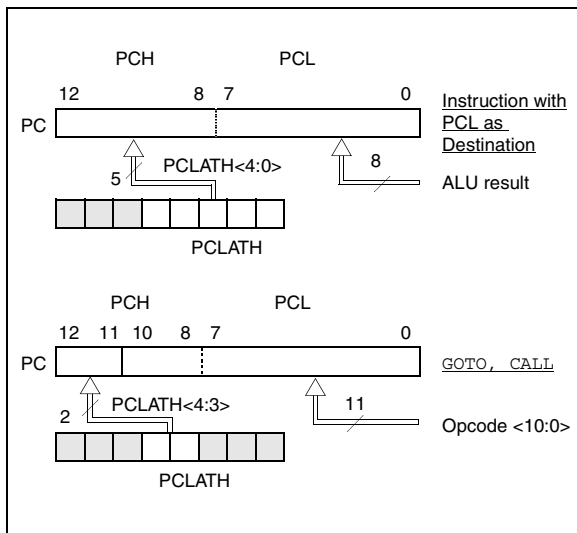 PCH PCL
12 8 7 0
PC
Instruction with
PCL as
Destination
5 PCLATH<4:0> 8
ALU result
PCLATH
PCH PCL
12 11 10 8 7 0
PC
GOTO, CALL
2 PCLATH<4:3> 11
Opcode <10:0>
PCLATH